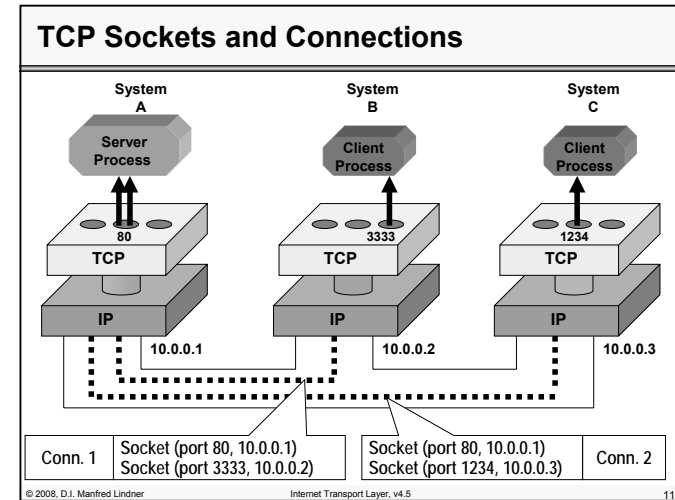 TCP Sockets and Connections
System
A
System
B
System
C
Server
Process
Client
Process
Client
Process
80
3333
1234
TCP
TCP
TCP
IP
IP
IP
10.0.0.1
10.0.0.2
10.0.0.3
Conn. 1
Socket (port 80, 10.0.0.1)
Socket (port 3333, 10.0.0.2)
Socket (port 80, 10.0.0.1)
Socket (port 1234, 10.0.0.3)
Conn. 2
© 2008, D.I. Manfred Lindner
Internet Transport Layer, v4.5
11